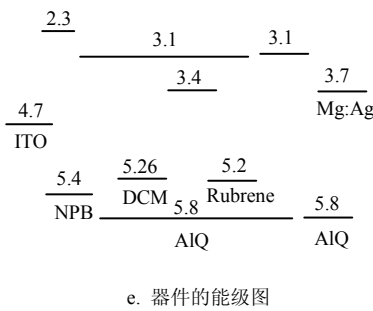 2.3
3.1
3.1
3.4
3.7
Mg:Ag
4.7
ITO
5.4
NPB
5.26
DCM
5.2
Rubrene
5.8
AlQ
5.8
AlQ
e. 器件的能级图